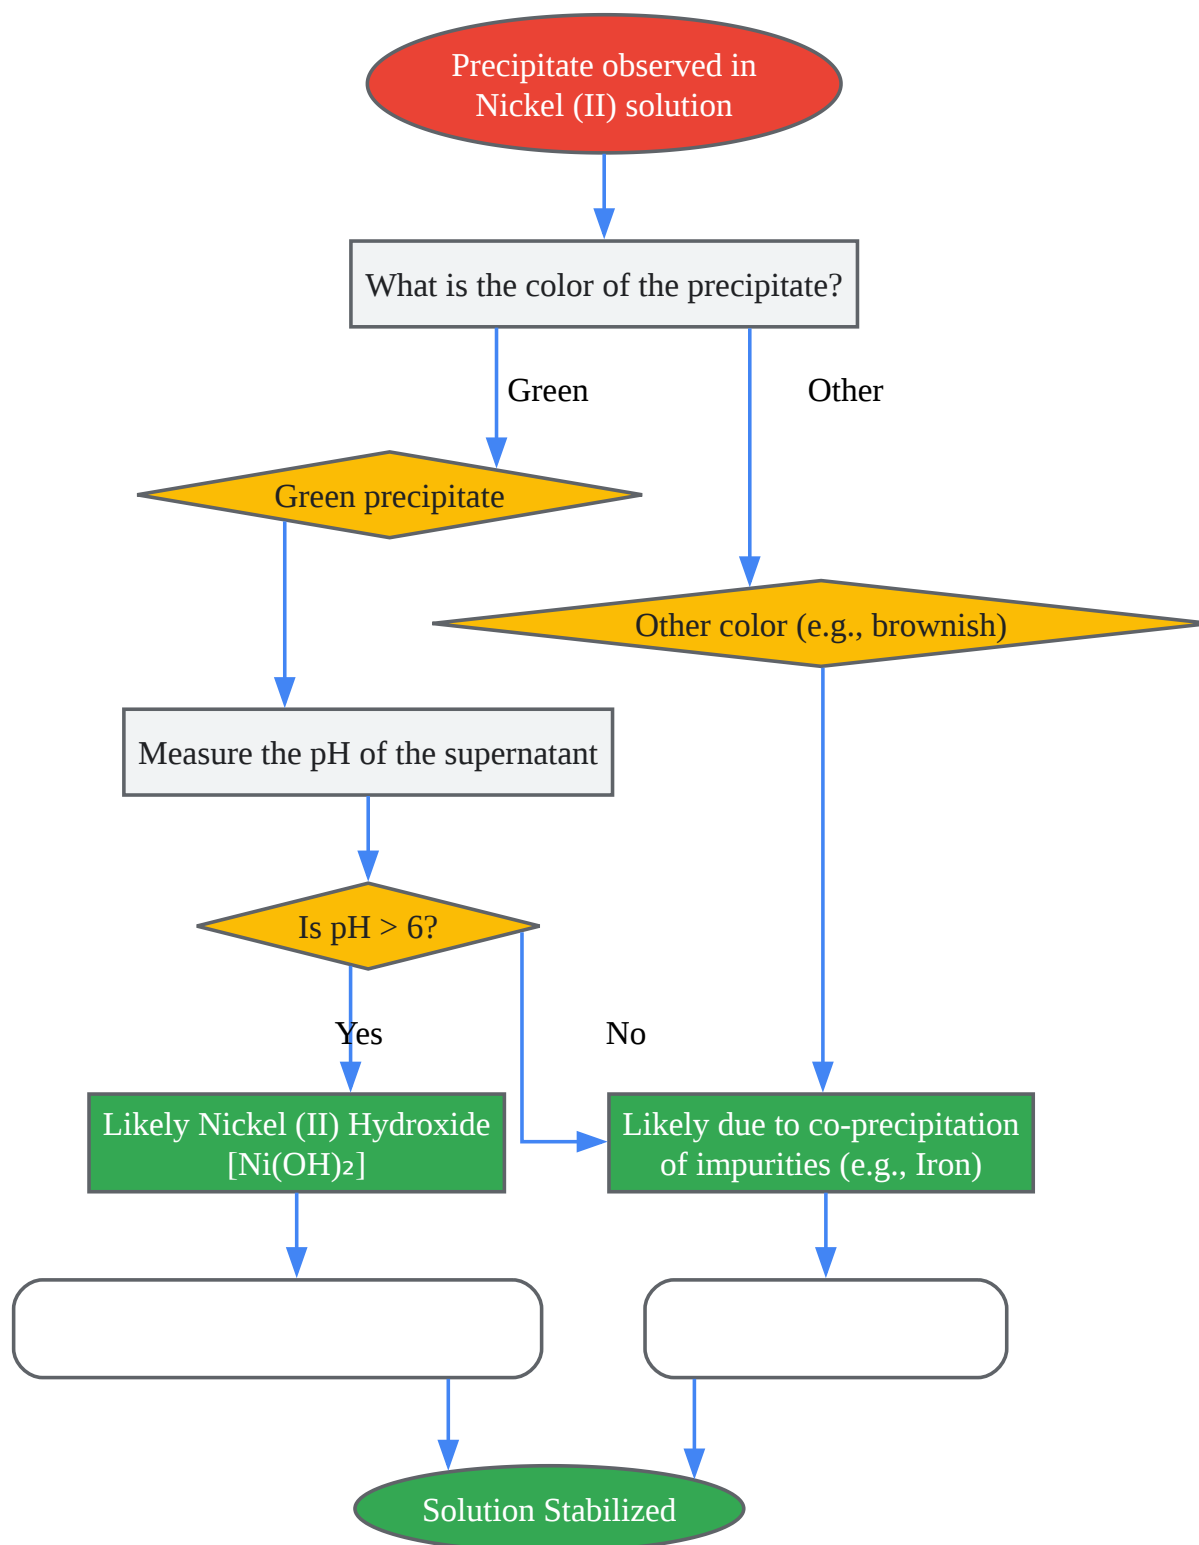 Precipitate observed in
Nickel (II) solution
What is the color of the precipitate?
Green
Other
Green precipitate
Other color (e.g., brownish)
Measure the pH of the supernatant
Is pH > 6?
Yes
No
Likely Nickel (II) Hydroxide
[Ni(OH)₂]
Likely due to co-precipitation
of impurities (e.g., Iron)
Solution Stabilized